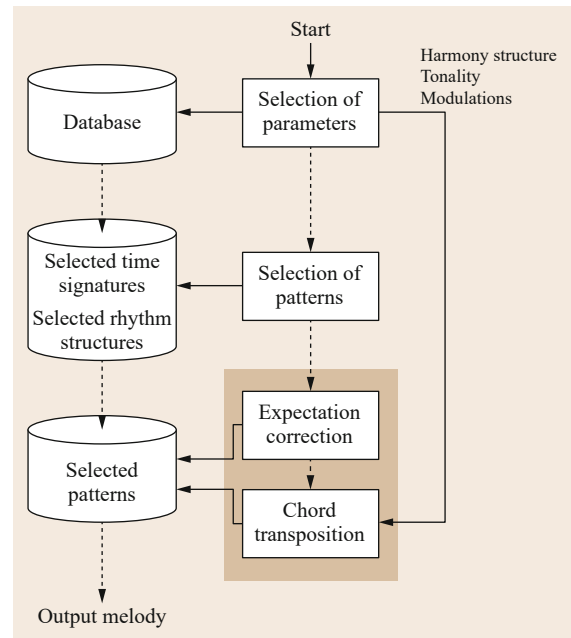 Start
Harmony structure
Tonality
Modulations
Selection of
parameters
Database
Selected time
signatures
Selected rhythm
structures
Selection of
patterns
Expectation
correction
Selected
patterns
Chord
transposition
Output melody